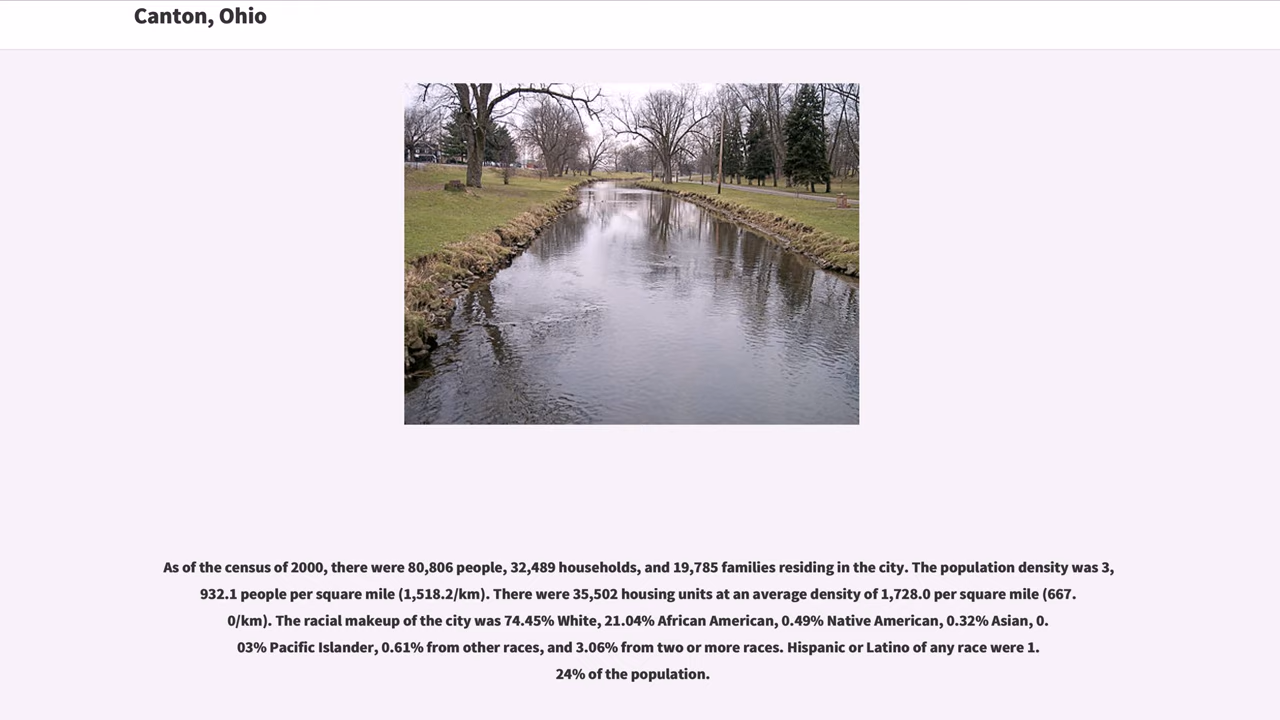 Canton, Ohio
As of the census of 2000, there were 80,806 people, 32,489 households, and 19,785 families residing in the city. The population density was 3,
932.1 people per square mile (1,518.2/km). There were 35,502 housing units at an average density of 1,728.0 per square mile (667.
0/km). The racial makeup of the city was 74.45% White, 21.04% African American, 0.49% Native American, 0.32% Asian, 0.
03% Pacific Islander, 0.61% from other races, and 3.06% from two or more races. Hispanic or Latino of any race were 1.
24% of the population.